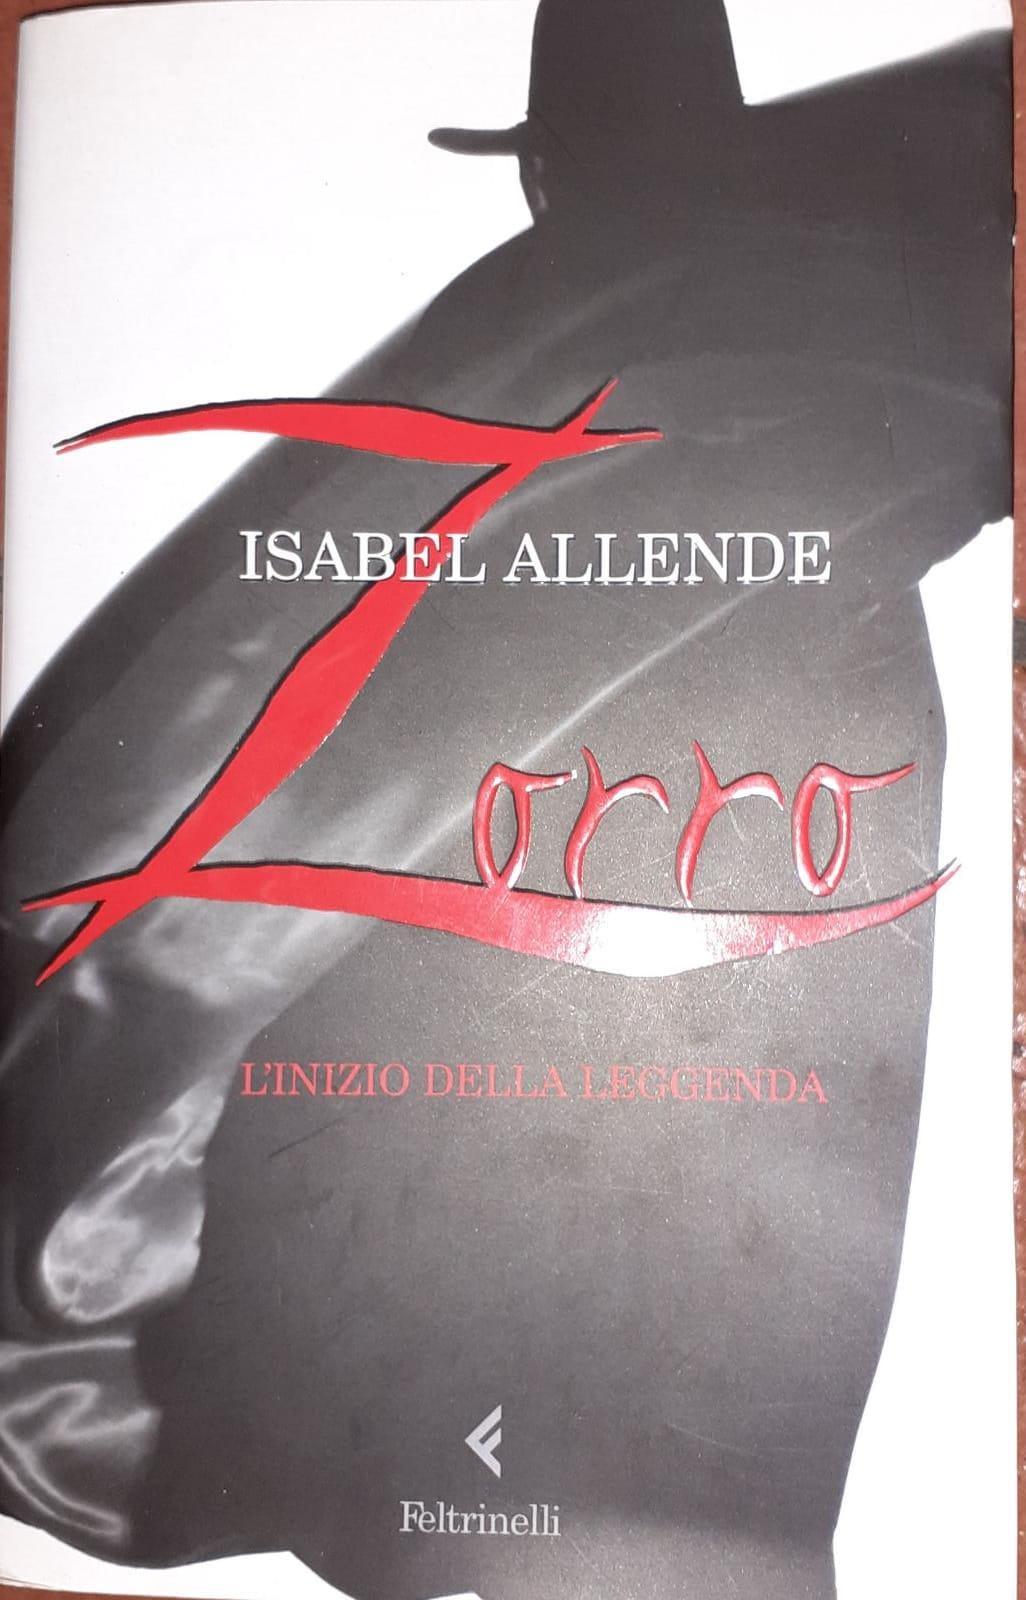 ISABEL ALLENDE
Zorro
L'INIZIO DELLA LEGGENDA
Feltrinelli